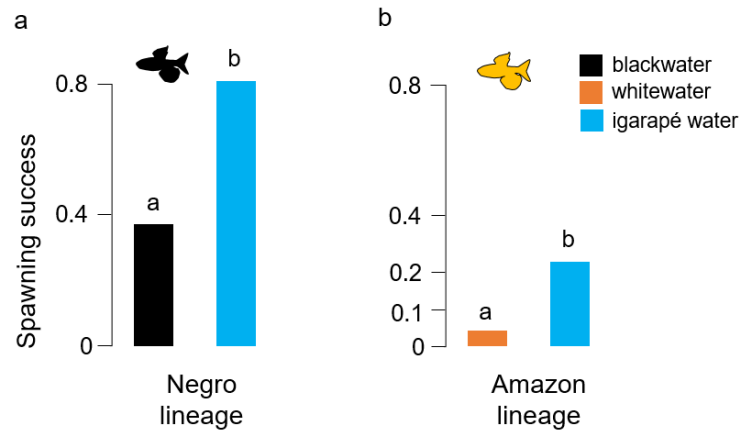 a
b
b
0.8
a
0.4
Spawning success
0
Negro
lineage
b
0.8
blackwater
whitewater
igarapé water
0.4
b
0.2
a
0.1
0
Amazon
lineage